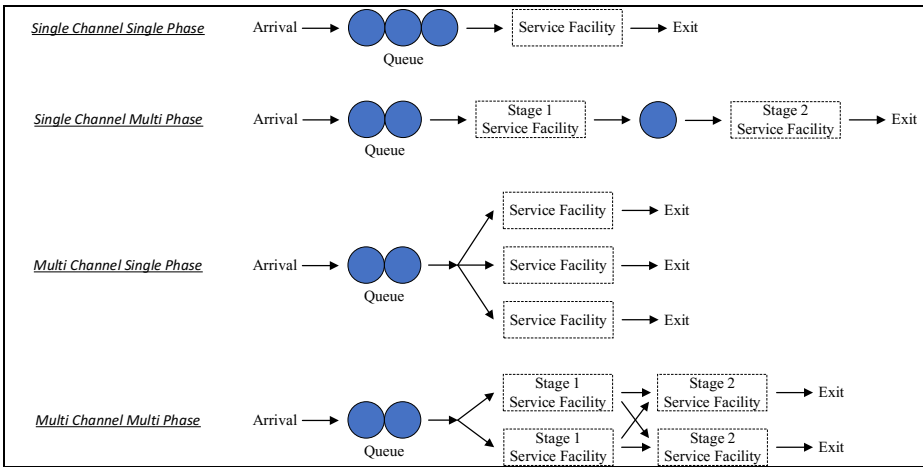 Single Channel Single Phase
Arrival
Queue
Service Facility
Exit
Single Channel Multi Phase
Arrival
Queue
Stage 1
Service Facility
Stage 2
Service Facility
Exit
Multi Channel Single Phase
Arrival
Queue
Service Facility
Exit
Service Facility
Exit
Service Facility
Exit
Multi Channel Multi Phase
Arrival
Queue
Stage 1
Service Facility
Stage 2
Service Facility
Exit
Stage 1
Service Facility
Stage 2
Service Facility
Exit